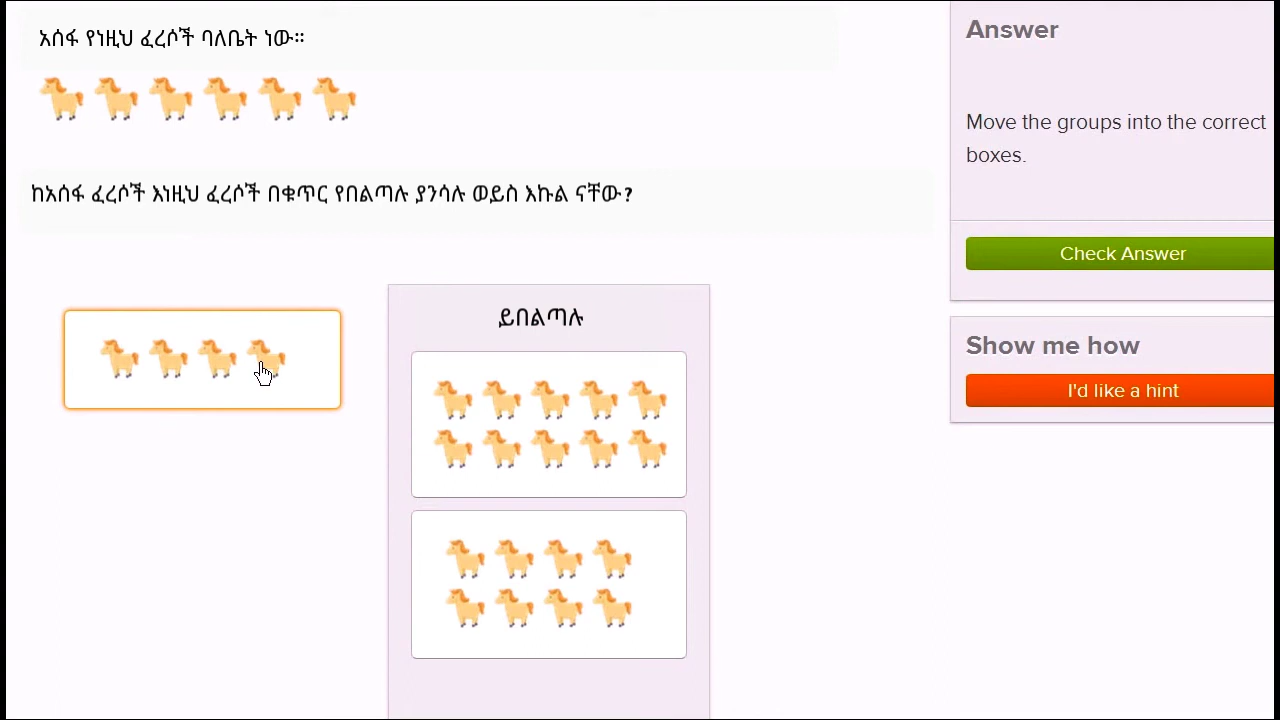 አሰፋ የነዚህ ፈረሶች ባለቤት ነው።
ከአሰፋ ፈረሶች እነዚህ ፈረሶች በቁጥር የበልጣሉ ያንሳሉ ወይስ እኩል ናቸው?
ይበልጣሉ
Answer
Move the groups into the correct
boxes.
Check Answer
Show me how
I'd like a hint